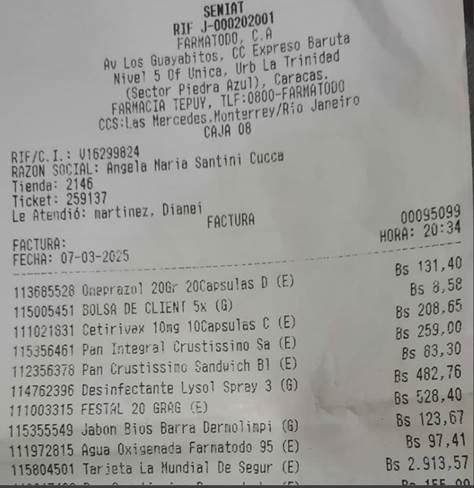 SENIAT
RIF J-000202001
FARMATODO, C.A
Av Los Guayabitos, CC Expreso Baruta
Nivel 5 Of Unica, Urb La Trinidad
(Sector Piedra Azul), Caracas.
FARMACIA TEPUY, TLF:0800-FARMATODO
CCS:Las Mercedes.Monterrey/Rio Janeiro
CAJA 08
RIF/C.I.: V16299824
RAZON SOCIAL: Angela Maria Santini Cucca
Tienda: 2146
Ticket: 259137
Le Atendió: martinez, Dianei
FACTURA
FACTURA: 00095099
FECHA: 07-03-2025 HORA: 20:34
113685528 Omeprazol 20Gr 20Capsulas D (E) Bs 131,40
115005451 BOLSA DE CLIENT 5x (G) Bs 8,58
111021831 Cetirivax 10mg 10Capsulas C (E) Bs 208,65
115356461 Pan Integral Crustissimo Sa (E) Bs 259,00
112356378 Pan Crustissimo Sandwich Bl (E) Bs 83,30
114762396 Desinfectante Lysol Spray 3 (G) Bs 482,76
111003315 FESTAL 20 GRAG (E) Bs 528,40
115355549 Jabon Bios Barra Dermolimpi (G) Bs 123,67
111972815 Agua Oxigenada Farmatodo 95 (E) Bs 97,41
115804501 Tarjeta La Mundial De Segur (E) Bs 2.913,57